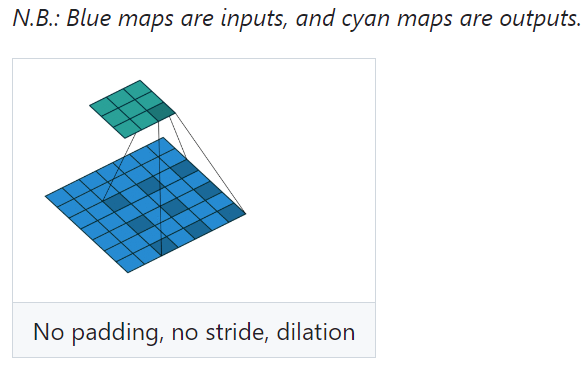 N.B.: Blue maps are inputs, and cyan maps are outputs.
No padding, no stride, dilation